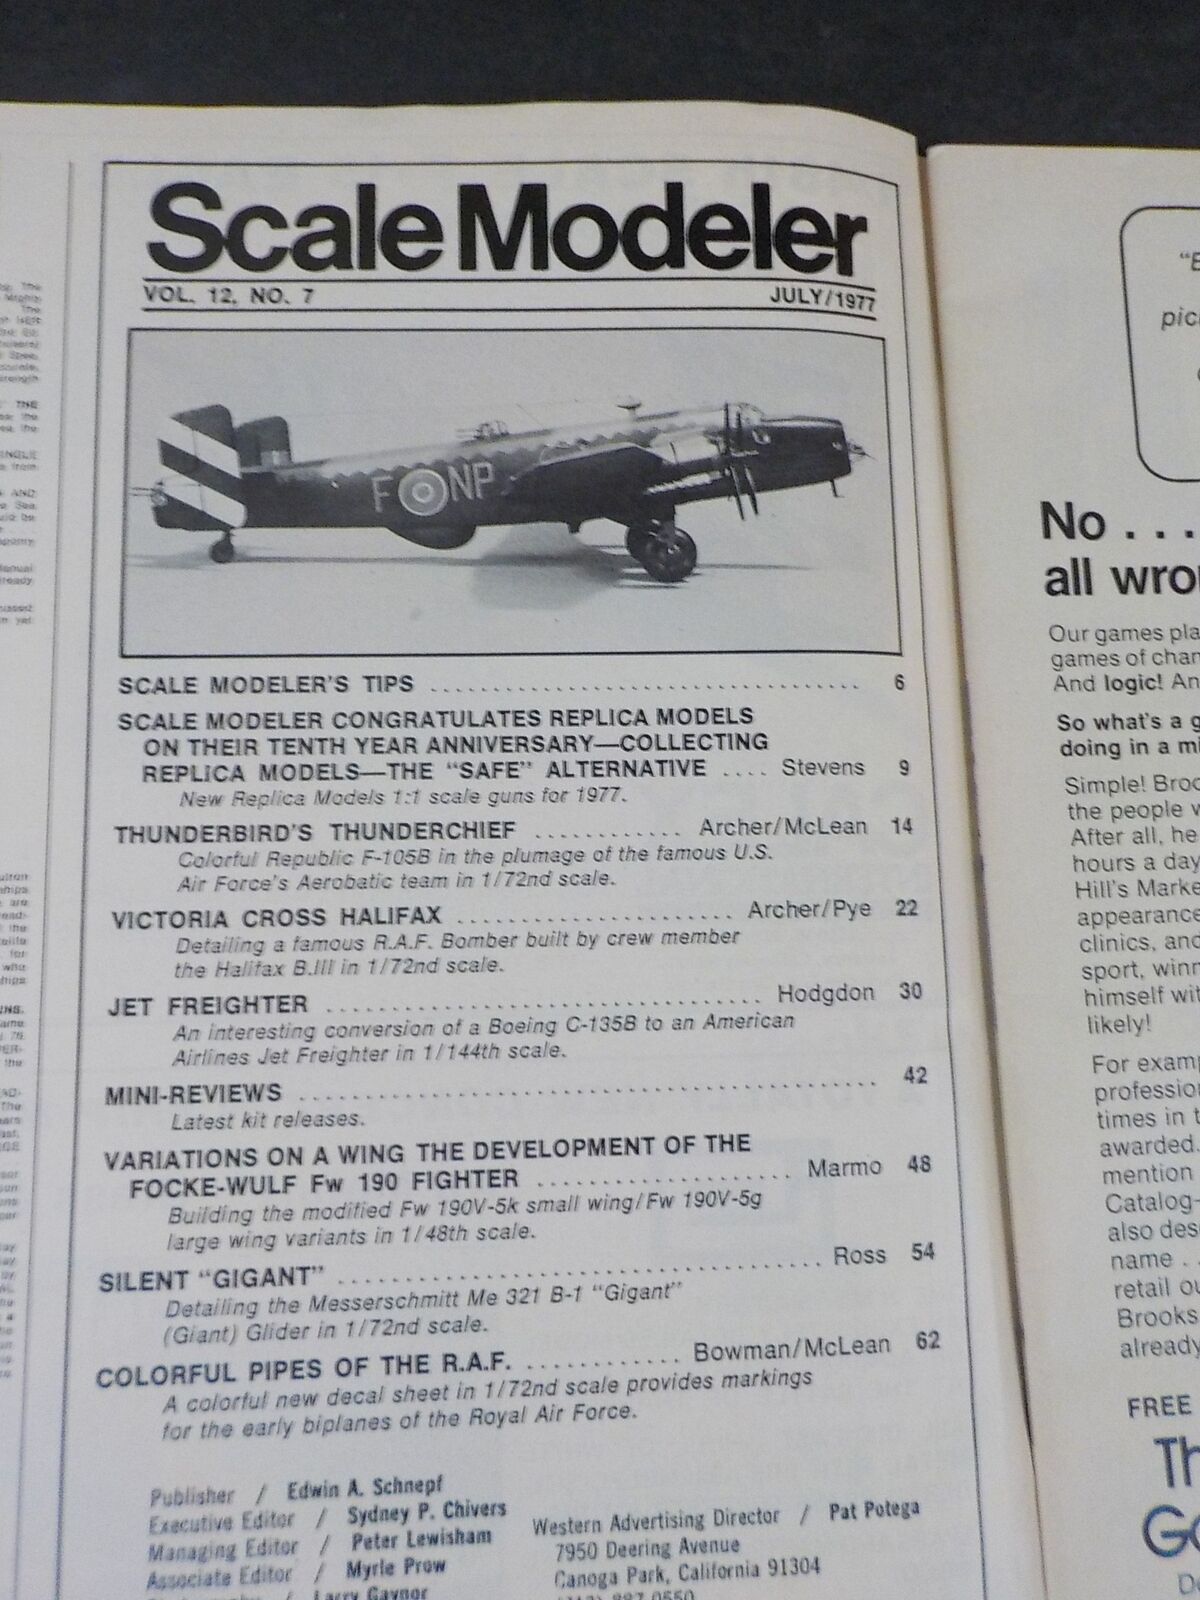 Scale Modeler
VOL. 12, NO. 7 JULY/1977
F NP
SCALE MODELER'S TIPS 6
SCALE MODELER CONGRATULATES REPLICA MODELS
ON THEIR TENTH YEAR ANNIVERSARY—COLLECTING
REPLICA MODELS—THE "SAFE" ALTERNATIVE .... Stevens 9
New Replica Models 1:1 scale guns for 1977.
THUNDERBIRD'S THUNDERCHIEF ............ Archer/McLean 14
Colorful Republic F-105B in the plumage of the famous U.S.
Air Force's Aerobatic team in 1/72nd scale.
VICTORIA CROSS HALIFAX ........................ Archer/Pye 22
Detailing a famous R.A.F. Bomber built by crew member
the Halifax B.III in 1/72nd scale.
JET FREIGHTER ........................ Hodgdon 30
An interesting conversion of a Boeing C-135B to an American
Airlines Jet Freighter in 1/144th scale.
MINI-REVIEWS ........................ 42
Latest kit releases.
VARIATIONS ON A WING THE DEVELOPMENT OF THE
FOCKE-WULF Fw 190 FIGHTER ........................ Marmo 48
Building the modified Fw 190V-5k small wing/Fw 190V-5g
large wing variants in 1/48th scale.
SILENT "GIGANT" ........................ Ross 54
Detailing the Messerschmitt Me 321 B-1 "Gigant"
(Giant) Glider in 1/72nd scale.
COLORFUL PIPES OF THE R.A.F. ............ Bowman/McLean 62
A colorful new decal sheet in 1/72nd scale provides markings
for the early biplanes of the Royal Air Force.
Publisher / Edwin A. Schnepf
Executive Editor / Sydney P. Chivers
Managing Editor / Peter Lewisham
Associate Editor / Myrle Prow
Larry Gaynor
Western Advertising Director / Pat Potega
7950 Deering Avenue
Canoga Park, California 91304
No . . .
all
Our games
games of
And logic!
So what's a
doing in a
Simple!
the people
After all, he
hours a day
Hill's
appearance
clinics, and
sport,
himself
likely!
For
times in
awarded.
mention
Catalog-
also
name . .
retail
Brooks
already
FREE